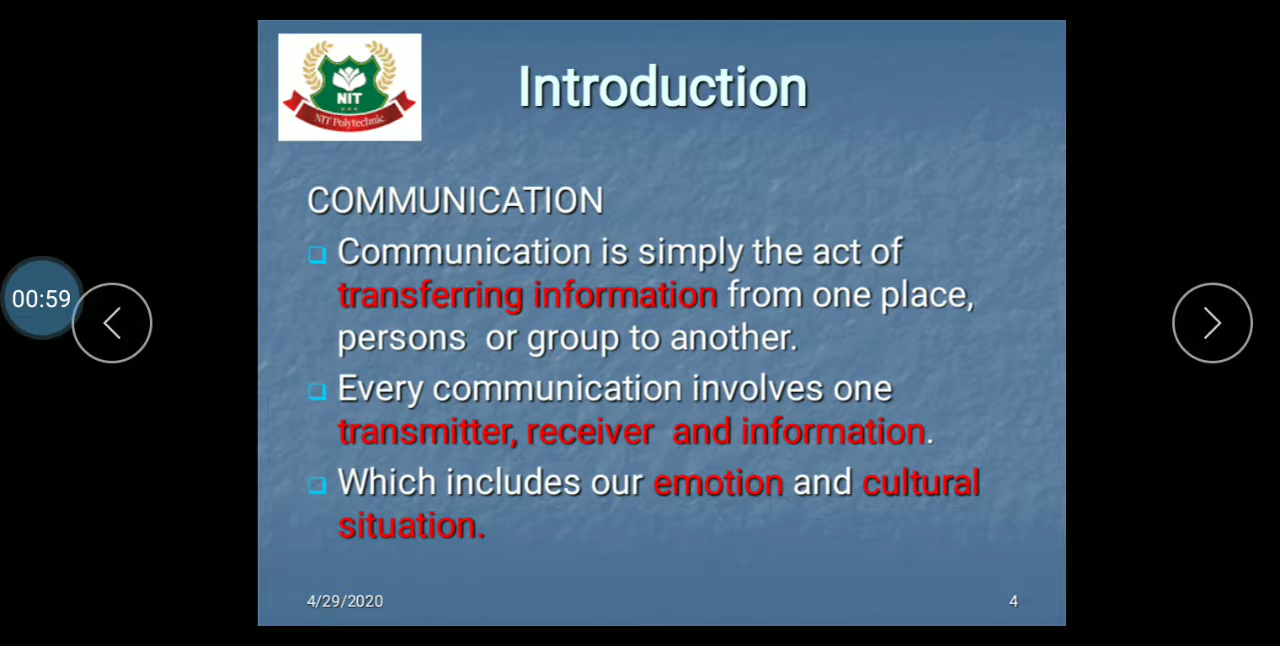 NIT
NIT Polytechnic
Introduction
COMMUNICATION
Communication is simply the act of
transferring information from one place,
persons or group to another.
00:59
Every communication involves one
transmitter, receiver and information.
Which includes our emotion and cultural
situation.
4/29/2020
4